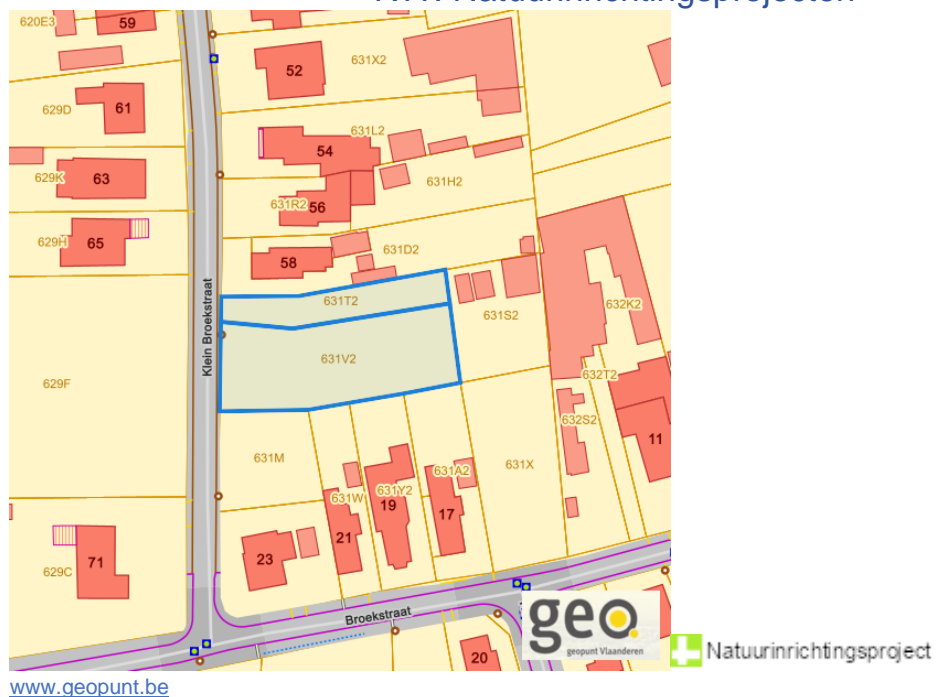 Natuurinrichtingsprojecten
620E3
59
52
631X2
629D
61
631L2
54
629K
63
631H2
631R2
56
629H
65
631D2
58
Klein Broekstraat
631T2
631S2
632K2
631V2
629F
632T2
632S2
11
631M
631W
631Y2
631A2
631X
19
17
21
23
71
629C
Broekstraat
20
geo
geopunt Vlaanderen
Natuurinrichtingsproject
www.geopunt.be